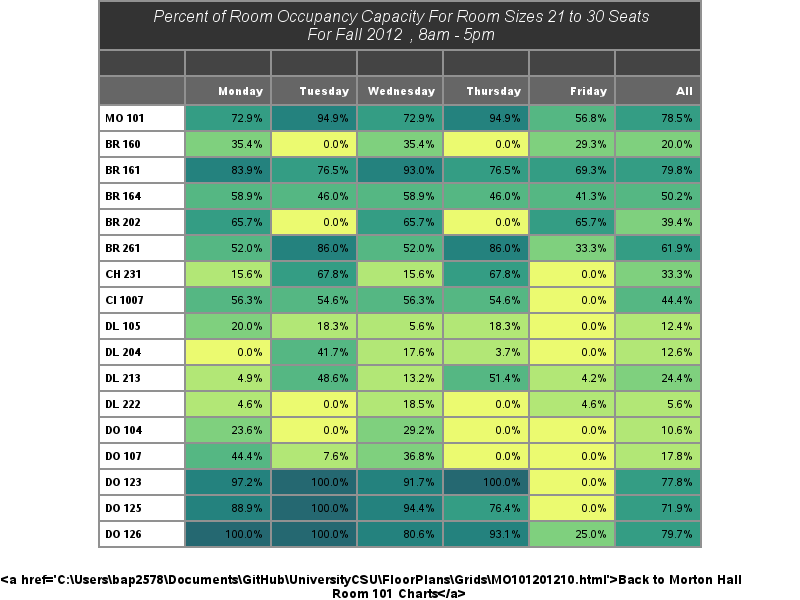 Percent of Room Occupancy Capacity For Room Sizes 21 to 30 Seats
For Fall 2012 , 8am - 5pm
Monday Tuesday Wednesday Thursday Friday All
MO 101 72.9% 94.9% 72.9% 94.9% 56.8% 78.5%
BR 160 35.4% 0.0% 35.4% 0.0% 29.3% 20.0%
BR 161 83.9% 76.5% 93.0% 76.5% 69.3% 79.8%
BR 164 58.9% 46.0% 58.9% 46.0% 41.3% 50.2%
BR 202 65.7% 0.0% 65.7% 0.0% 65.7% 39.4%
BR 261 52.0% 86.0% 52.0% 86.0% 33.3% 61.9%
CH 231 15.6% 67.8% 15.6% 67.8% 0.0% 33.3%
CI 1007 56.3% 54.6% 56.3% 54.6% 0.0% 44.4%
DL 105 20.0% 18.3% 5.6% 18.3% 0.0% 12.4%
DL 204 0.0% 41.7% 17.6% 3.7% 0.0% 12.6%
DL 213 4.9% 48.6% 13.2% 51.4% 4.2% 24.4%
DL 222 4.6% 0.0% 18.5% 0.0% 4.6% 5.6%
DO 104 23.6% 0.0% 29.2% 0.0% 0.0% 10.6%
DO 107 44.4% 7.6% 36.8% 0.0% 0.0% 17.8%
DO 123 97.2% 100.0% 91.7% 100.0% 0.0% 77.8%
DO 125 88.9% 100.0% 94.4% 76.4% 0.0% 71.9%
DO 126 100.0% 100.0% 80.6% 93.1% 25.0% 79.7%
<a href='C:\Users\bap2578\Documents\GitHub\UniversityCSU\FloorPlans\Grids\MO101201210.html'>Back to Morton Hall
Room 101 Charts</a>